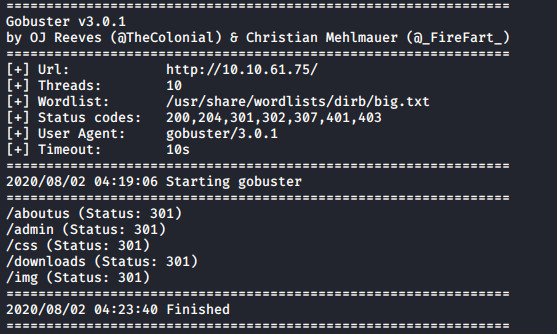 ===============================================================
Gobuster v3.0.1
by OJ Reeves (@TheColonial) & Christian Mehlmauer (@_FireFart_)
===============================================================
[+] Url:            http://10.10.61.75/
[+] Threads:        10
[+] Wordlist:       /usr/share/wordlists/dirb/big.txt
[+] Status codes:   200,204,301,302,307,401,403
[+] User Agent:     gobuster/3.0.1
[+] Timeout:        10s
===============================================================
2020/08/02 04:19:06 Starting gobuster
===============================================================
/aboutus (Status: 301)
/admin (Status: 301)
/css (Status: 301)
/downloads (Status: 301)
/img (Status: 301)
===============================================================
2020/08/02 04:23:40 Finished
===============================================================